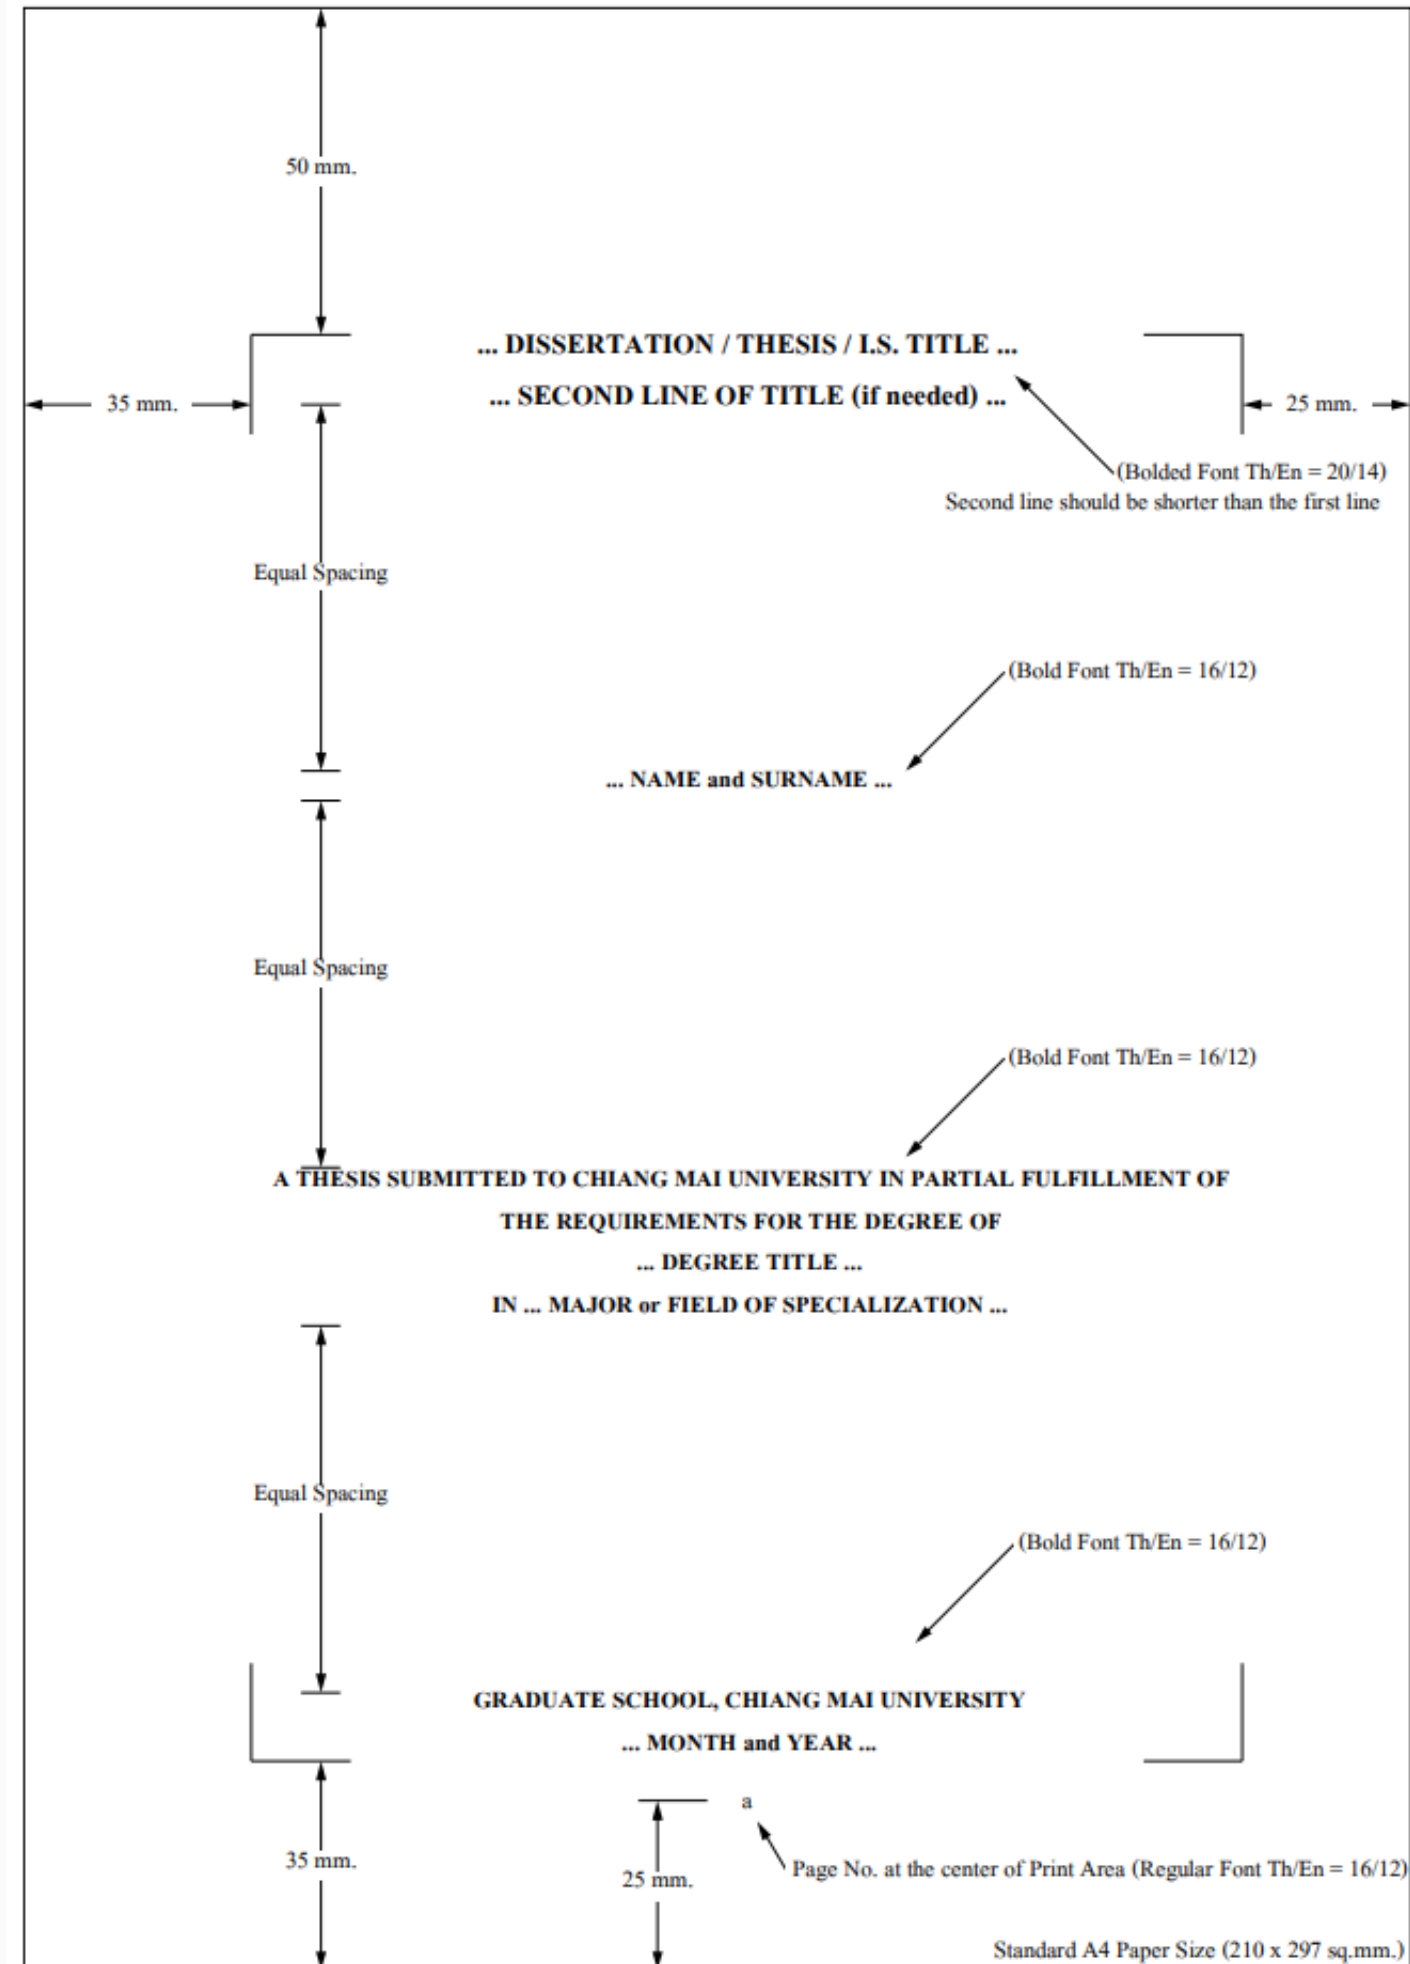 50 mm.
... DISSERTATION / THESIS / I.S. TITLE ...
... SECOND LINE OF TITLE (if needed) ...
35 mm.
25 mm.
(Bolded Font Th/En = 20/14)
Second line should be shorter than the first line
Equal Spacing
(Bold Font Th/En = 16/12)
... NAME and SURNAME ...
Equal Spacing
(Bold Font Th/En = 16/12)
A THESIS SUBMITTED TO CHIANG MAI UNIVERSITY IN PARTIAL FULFILLMENT OF
THE REQUIREMENTS FOR THE DEGREE OF
... DEGREE TITLE ...
IN ... MAJOR or FIELD OF SPECIALIZATION ...
Equal Spacing
(Bold Font Th/En = 16/12)
GRADUATE SCHOOL, CHIANG MAI UNIVERSITY
... MONTH and YEAR ...
a
35 mm.
25 mm.
Page No. at the center of Print Area (Regular Font Th/En = 16/12)
Standard A4 Paper Size (210 x 297 sq.mm.)